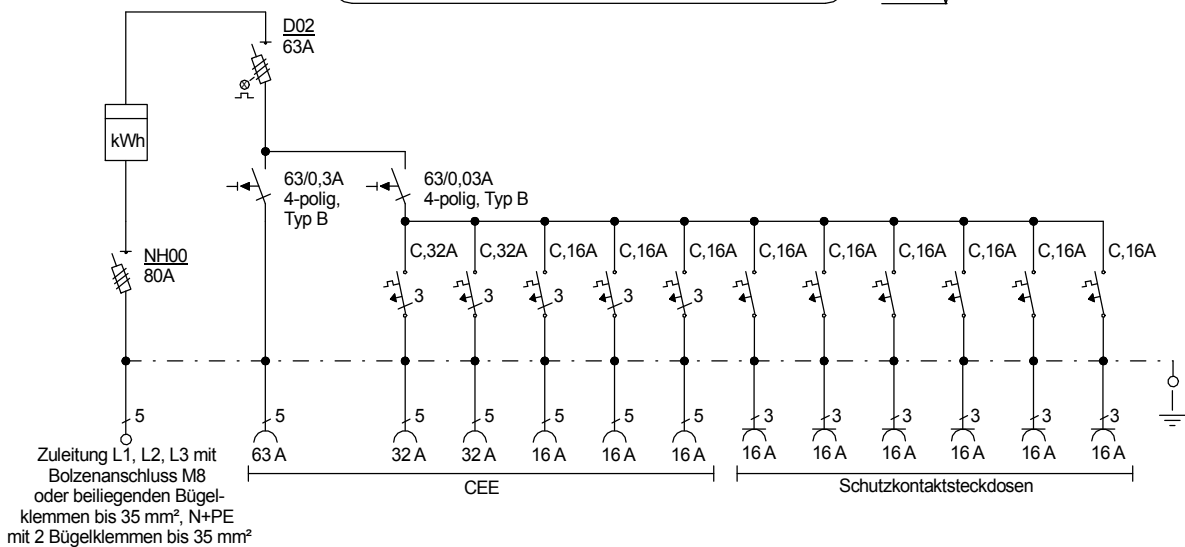 D02
63A
kWh
63/0,3A
4-polig,
Typ B
63/0,03A
4-polig, Typ B
NH00
80A
C,32A C,32A C,16A C,16A C,16A C,16A C,16A C,16A C,16A C,16A C,16A
3 3 3 3 3
5 5 5 5 5 5 5 3 3 3 3 3 3
63 A 32 A 32 A 16 A 16 A 16 A 16 A 16 A 16 A 16 A 16 A 16 A
CEE
Schutzkontaktsteckdosen
Zuleitung L1, L2, L3 mit
Bolzenanschluss M8
oder beiliegenden Bügel-
klemmen bis 35 mm², N+PE
mit 2 Bügelklemmen bis 35 mm²